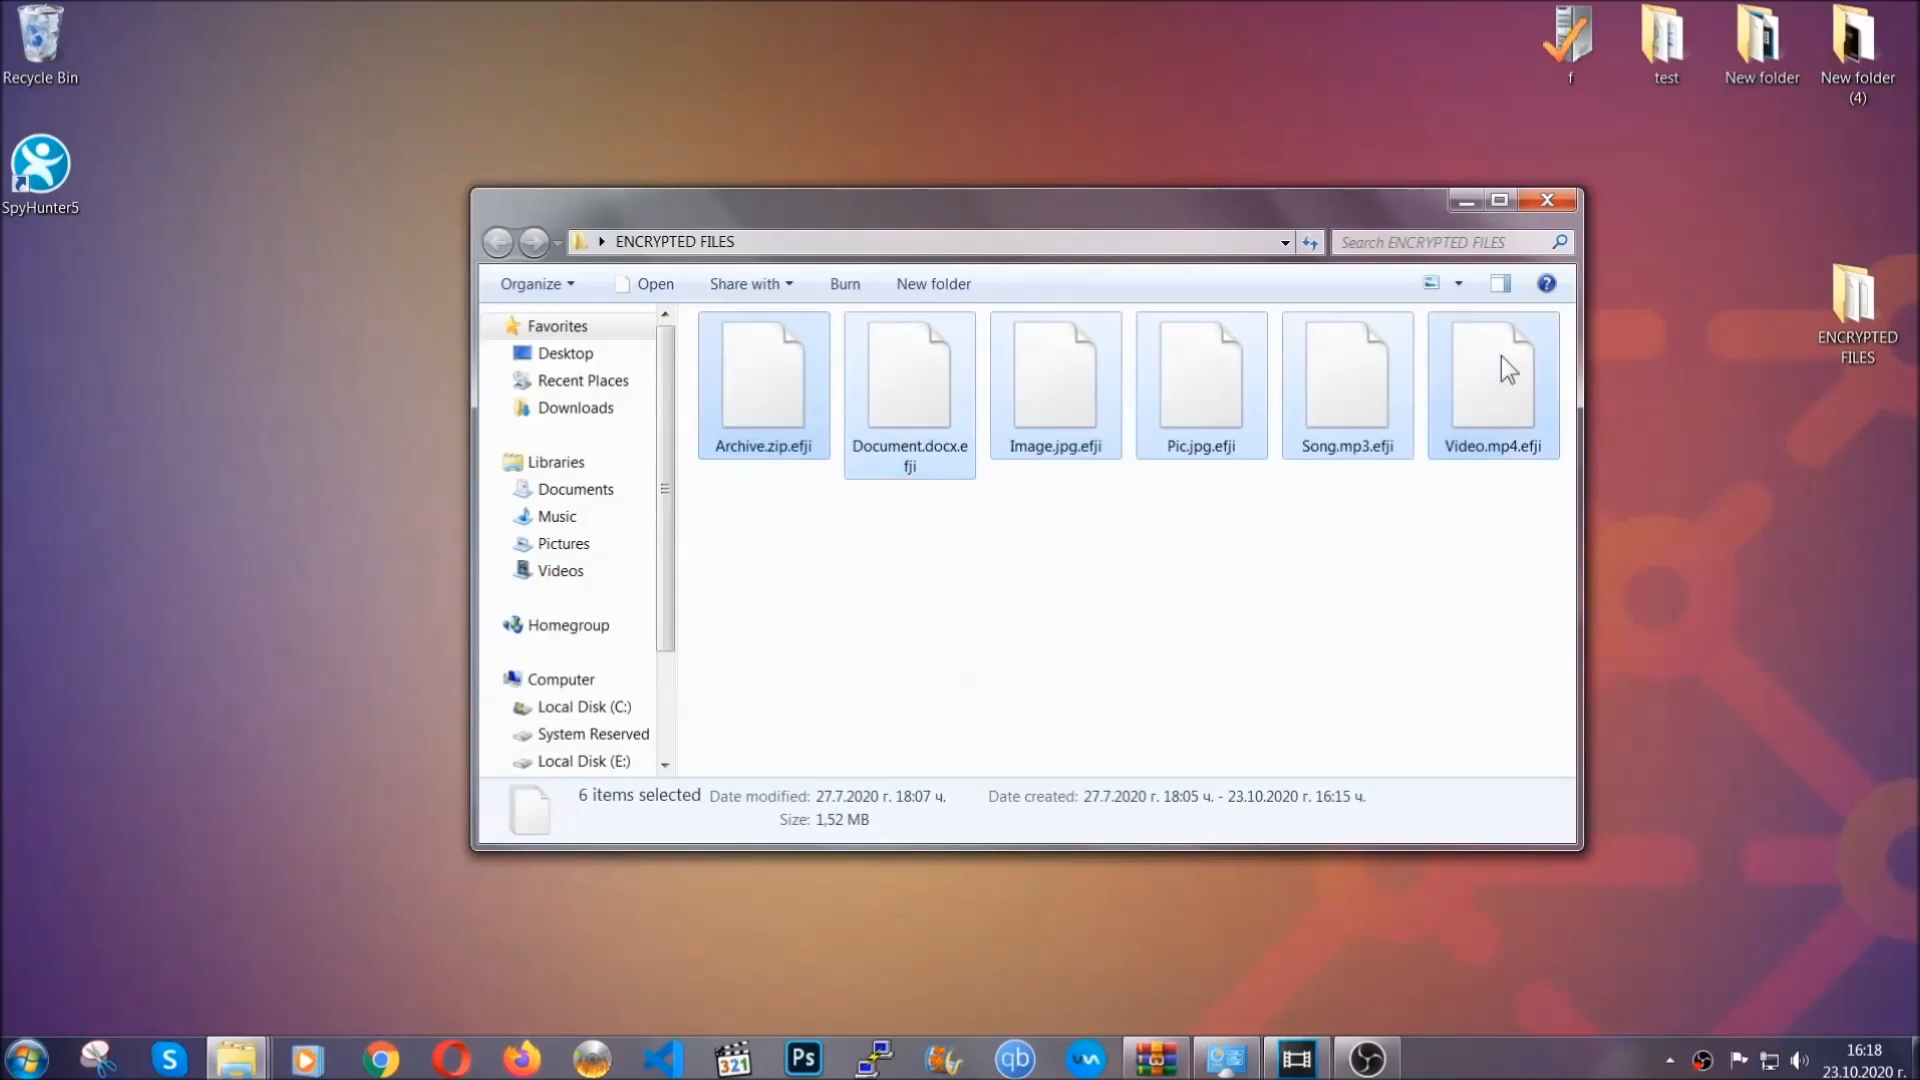 Recycle Bin
SpyHunter5
f
test
New folder
New folder
(4)
ENCRYPTED
FILES
ENCRYPTED FILES
Search ENCRYPTED FILES
Organize
Open
Share with
Burn
New folder
Favorites
Desktop
Recent Places
Downloads
Libraries
Documents
Music
Pictures
Videos
Homegroup
Computer
Local Disk (C:)
System Reserved
Local Disk (E:)
Archive.zip.efji
Document.docx.e
fji
Image.jpg.efji
Pic.jpg.efji
Song.mp3.efji
Video.mp4.efji
6 items selected
Date modified: 27.7.2020 г. 18:07 ч.
Date created: 27.7.2020 г. 18:05 ч. - 23.10.2020 г. 16:15 ч.
Size: 1,52 MB
S
321
Ps
qb
16:18
23.10.2020 г.